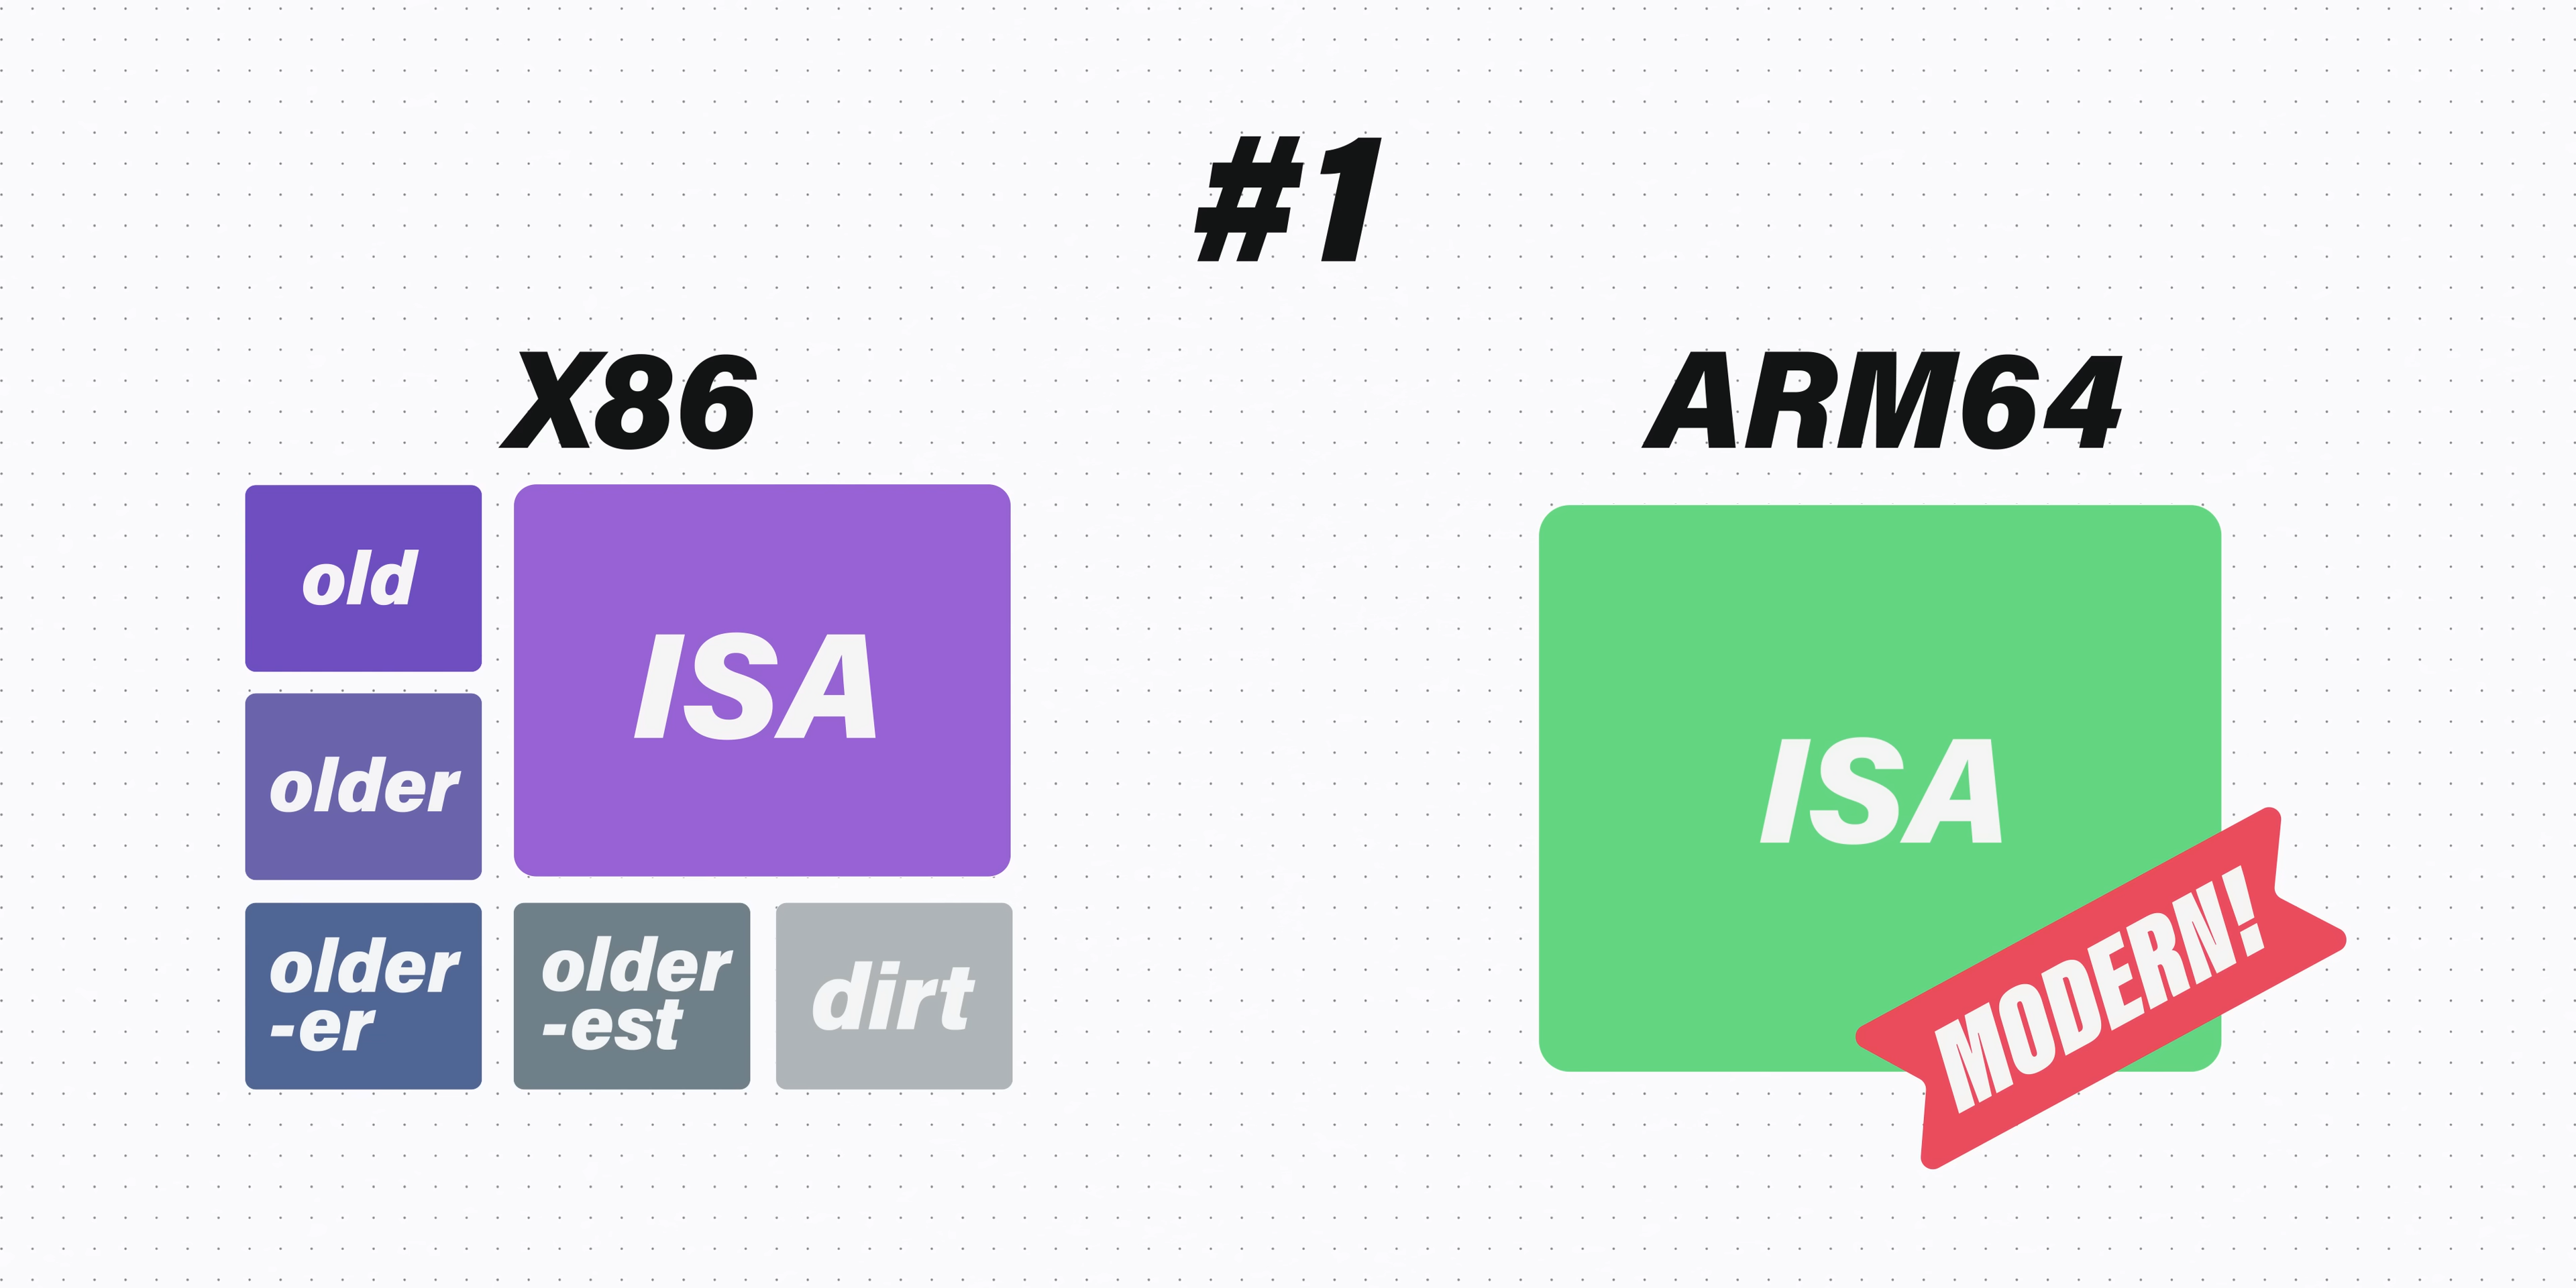 #1
X86
old
older
older
-er
ISA
older
-est
dirt
ARM64
ISA
MODERN!